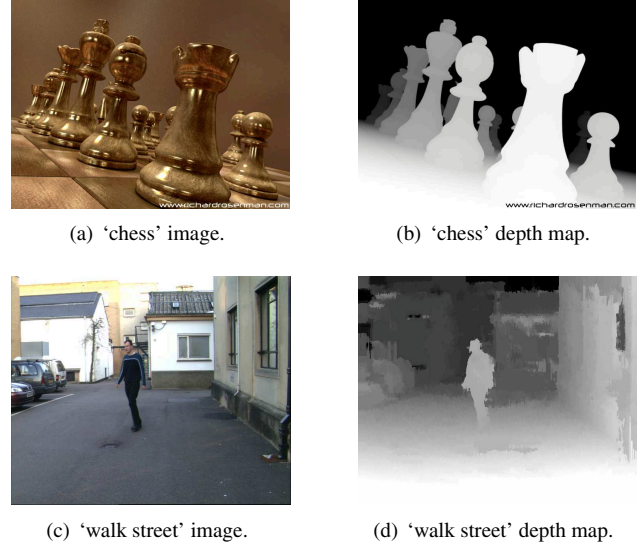 www.richardrosenman.com
www.richardrosenman.com
(a) ‘chess’ image.
(b) ‘chess’ depth map.
(c) ‘walk street’ image.
(d) ‘walk street’ depth map.